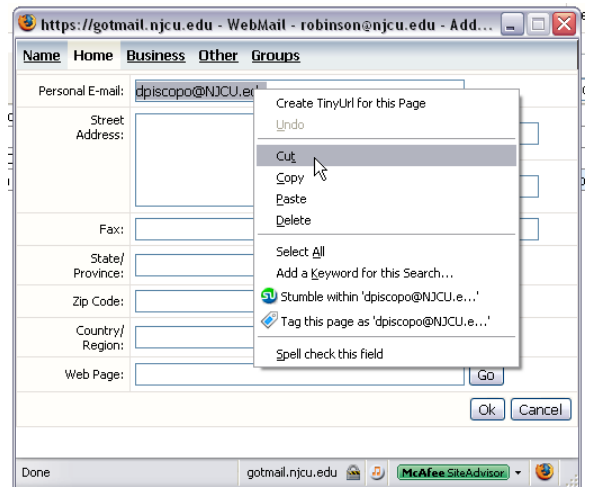 https://gotmail.njcu.edu - WebMail - robinson@njcu.edu - Add...
Name Home Business Other Groups
Personal E-mail: dpiscopo@NJCU.edu
Create TinyUrl for this Page
Undo
Street
Address:
Cut
Copy
Paste
Delete
Fax:
Select All
State/
Province:
Add a Keyword for this Search...
Zip Code:
Stumble within 'dpiscopo@NJCU.e...'
Tag this page as 'dpiscopo@NJCU.e...'
Country/
Region:
Spell check this field
Web Page:
Go
Ok Cancel
Done gotmail.njcu.edu McAfee SiteAdvisor